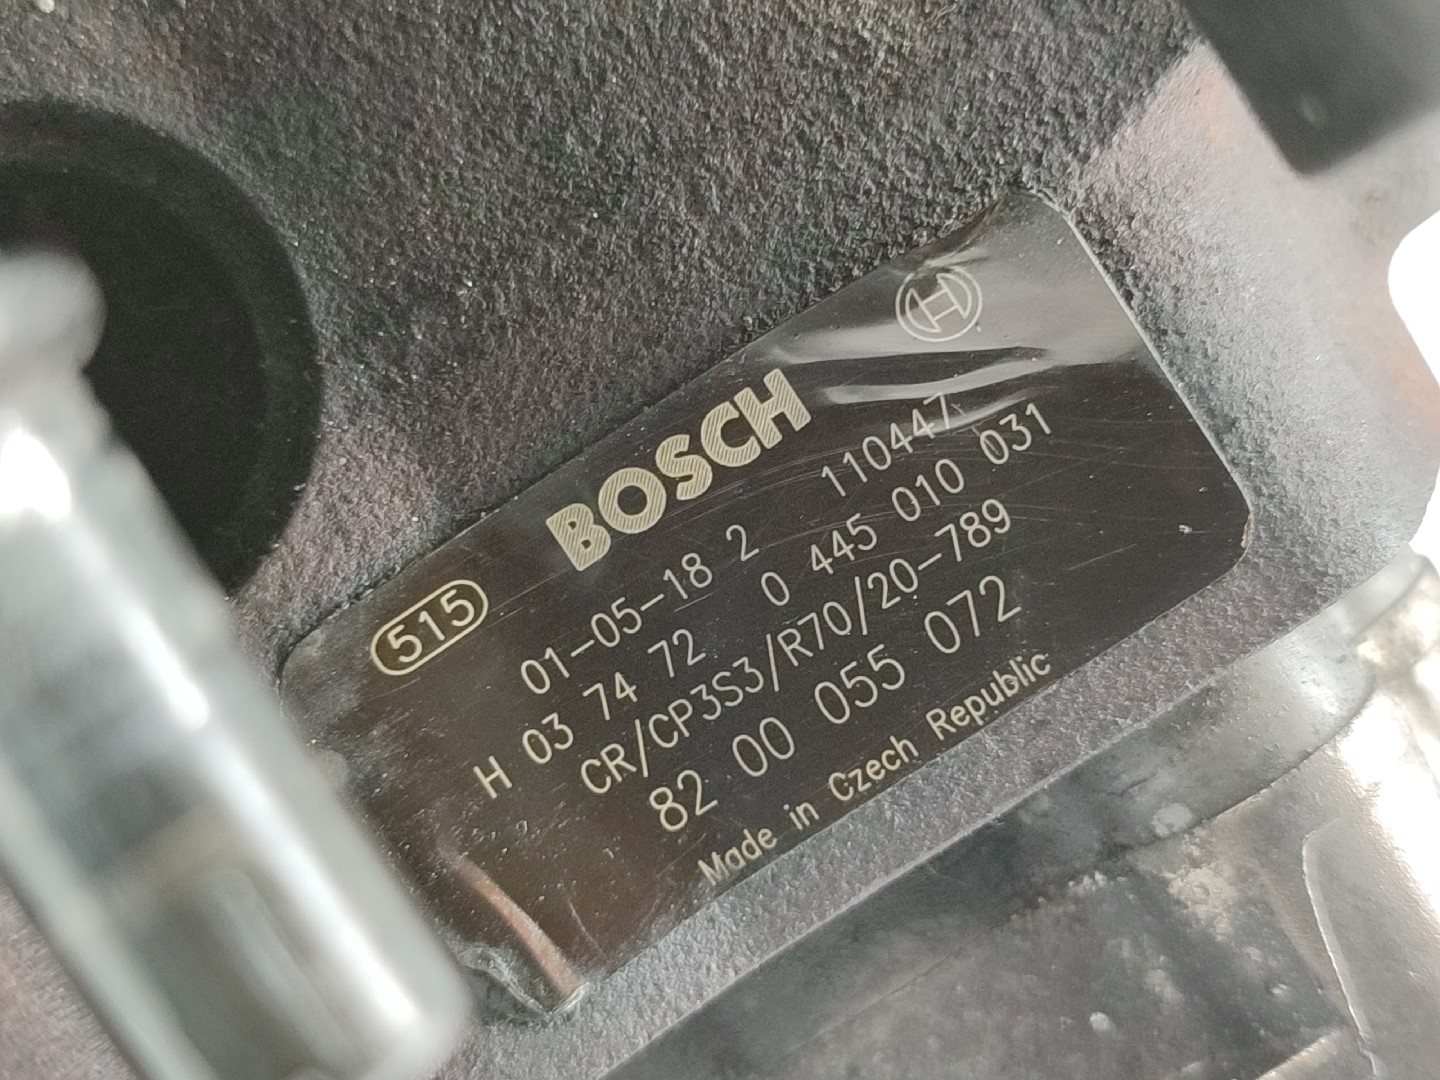 BOSCH
515
01-05-18 2 110447
H 03 74 72 0 445 010 031
CR/CP3S3/R70/20-789
82 00 055 072
Made in Czech Republic